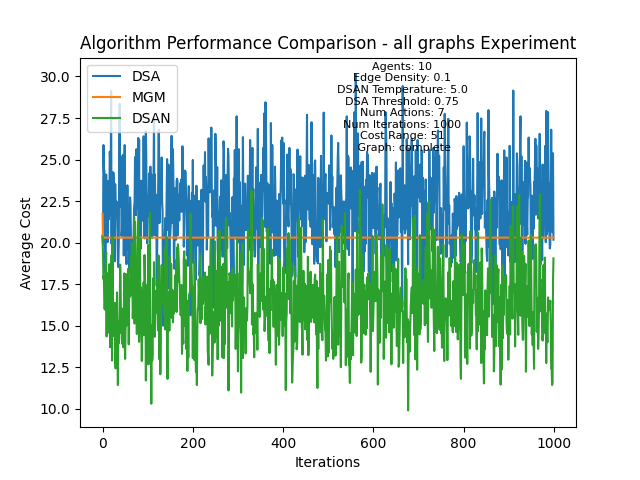 Algorithm Performance Comparison - all graphs Experiment
DSA
MGM
DSAN
Agents: 10
Edge Density: 0.1
DSAN Temperature: 5.0
DSA Threshold: 0.75
Num Actions: 7
Num Iterations: 1000
Cost Range: 51
Graph: complete
Average Cost
30.0
27.5
25.0
22.5
20.0
17.5
15.0
12.5
10.0
0 200 400 600 800 1000
Iterations